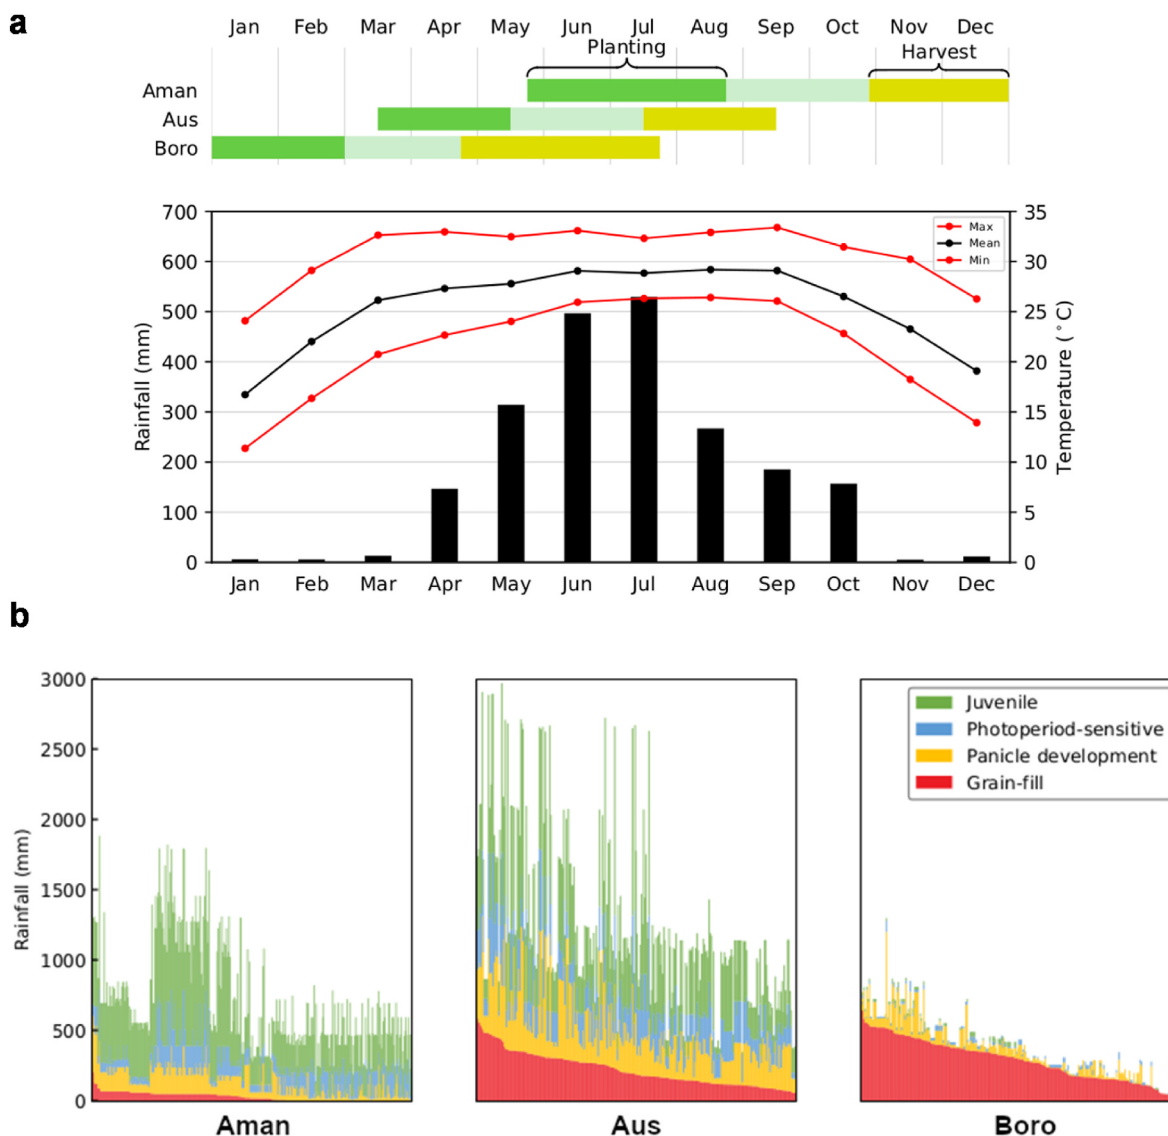 a
Jan Feb Mar Apr May Jun Jul Aug Sep Oct Nov Dec
Planting Harvest
Aman
Aus
Boro
700 35
Max
Mean
600 30
Min
500 25
400 20
300 15
200 10
100 5
0 0
Rainfall (mm)
Temperature (°C)
Jan Feb Mar Apr May Jun Jul Aug Sep Oct Nov Dec
b
3000
Juvenile
Photoperiod-sensitive
Panicle development
Grain-fill
2500
2000
1500
1000
500
0
Rainfall (mm)
Aman Aus Boro